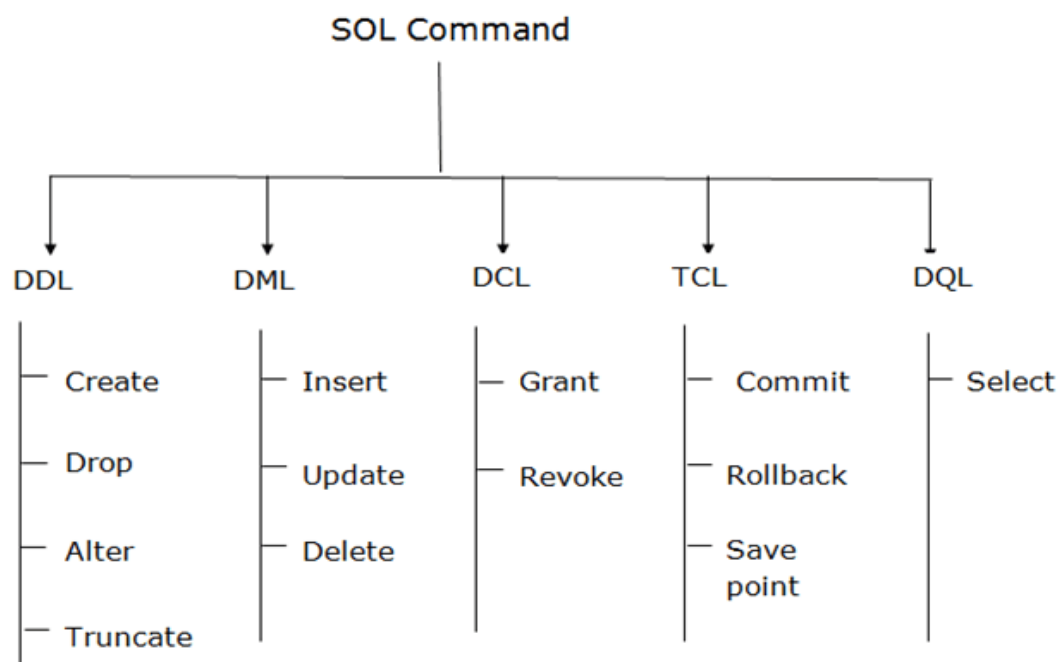 SOL Command
DDL
DML
DCL
TCL
DQL
Create
Drop
Alter
Truncate
Insert
Update
Delete
Grant
Revoke
Commit
Rollback
Save
point
Select